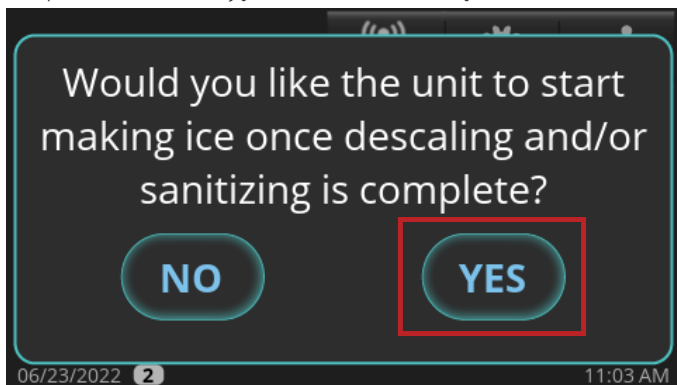 Would you like the unit to start
making ice once descaling and/or
sanitizing is complete?
NO YES
06/23/2022 2 11:03 AM